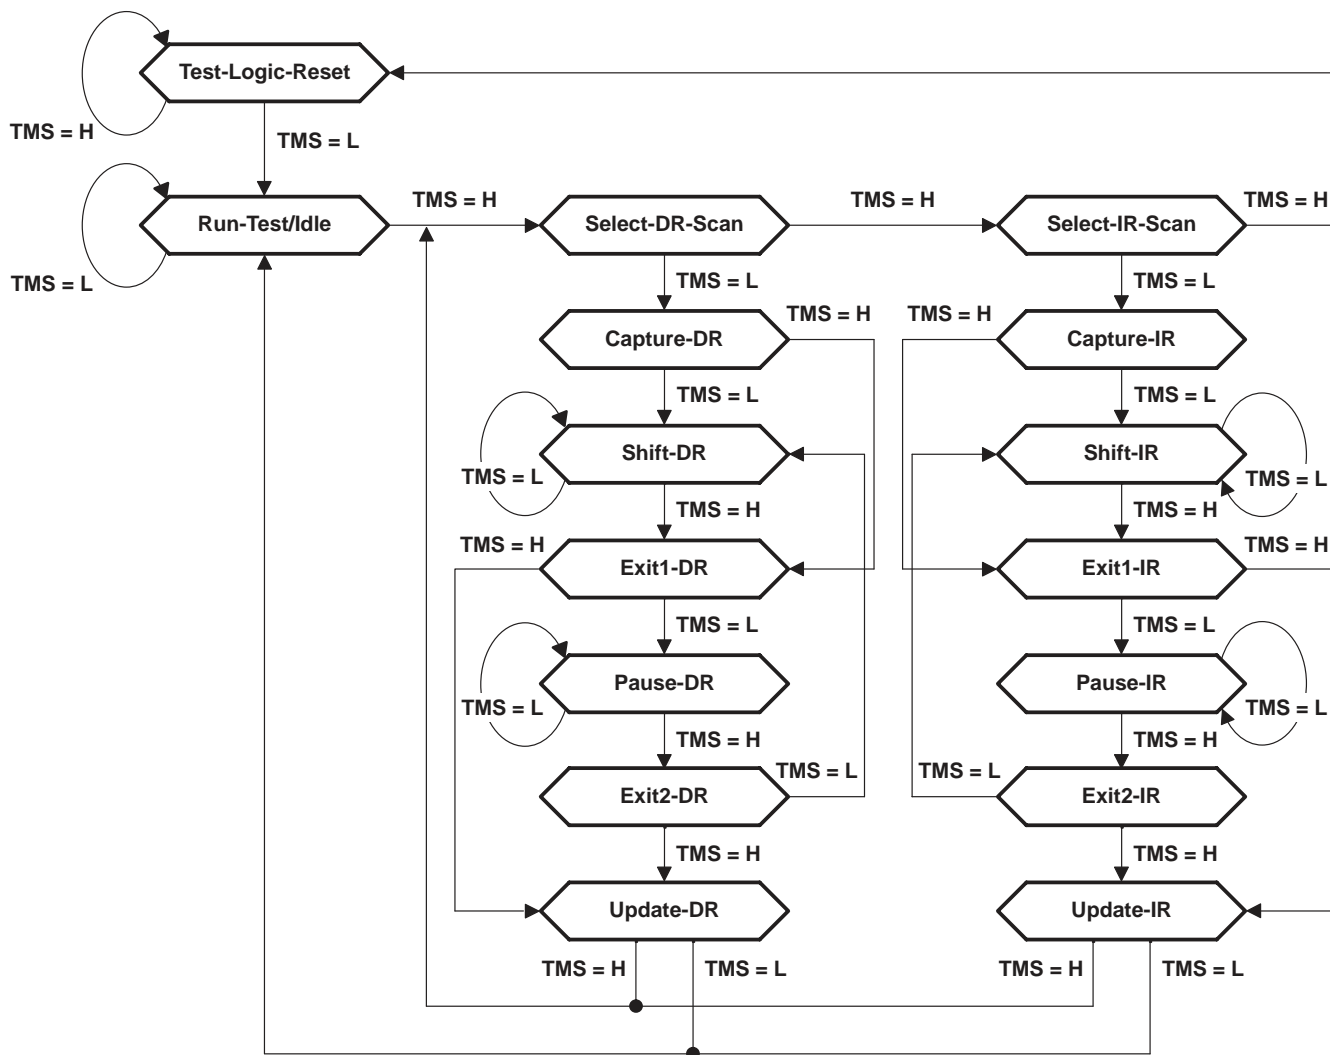 Test-Logic-Reset
TMS = H
TMS = L
TMS = H
TMS = H
TMS = H
Run-Test/Idle
Select-DR-Scan
Select-IR-Scan
TMS = L
TMS = L
TMS = L
TMS = H
TMS = H
Capture-DR
Capture-IR
TMS = L
TMS = L
Shift-DR
Shift-IR
TMS = L
TMS = L
TMS = H
TMS = H
TMS = H
TMS = H
Exit1-DR
Exit1-IR
TMS = L
TMS = L
Pause-DR
Pause-IR
TMS = L
TMS = L
TMS = H
TMS = H
TMS = L
TMS = L
Exit2-DR
Exit2-IR
TMS = H
TMS = H
Update-DR
Update-IR
TMS = H
TMS = L
TMS = H
TMS = L